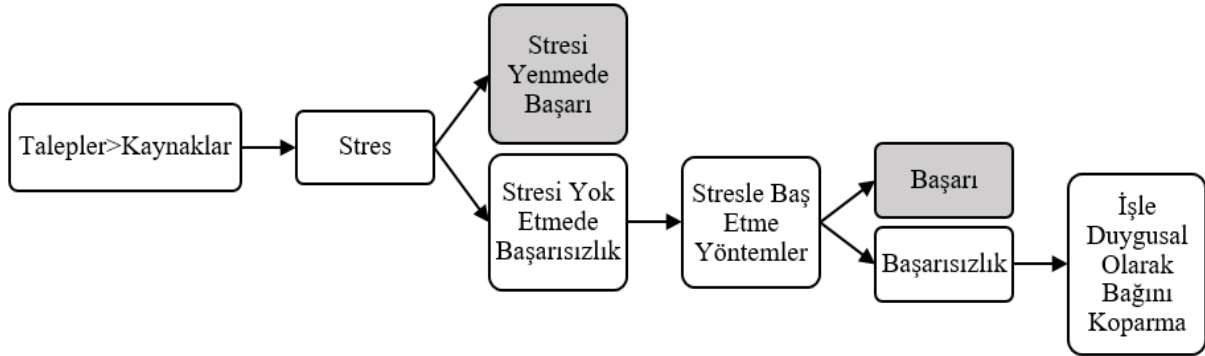 Talepler>Kaynaklar
Stres
Stresi
Yenmede
Başarı
Stresi Yok
Etmede
Başarısızlık
Stresle Baş
Etme
Yöntemler
Başarı
Başarısızlık
İşle
Duygusal
Olarak
Bağını
Koparma